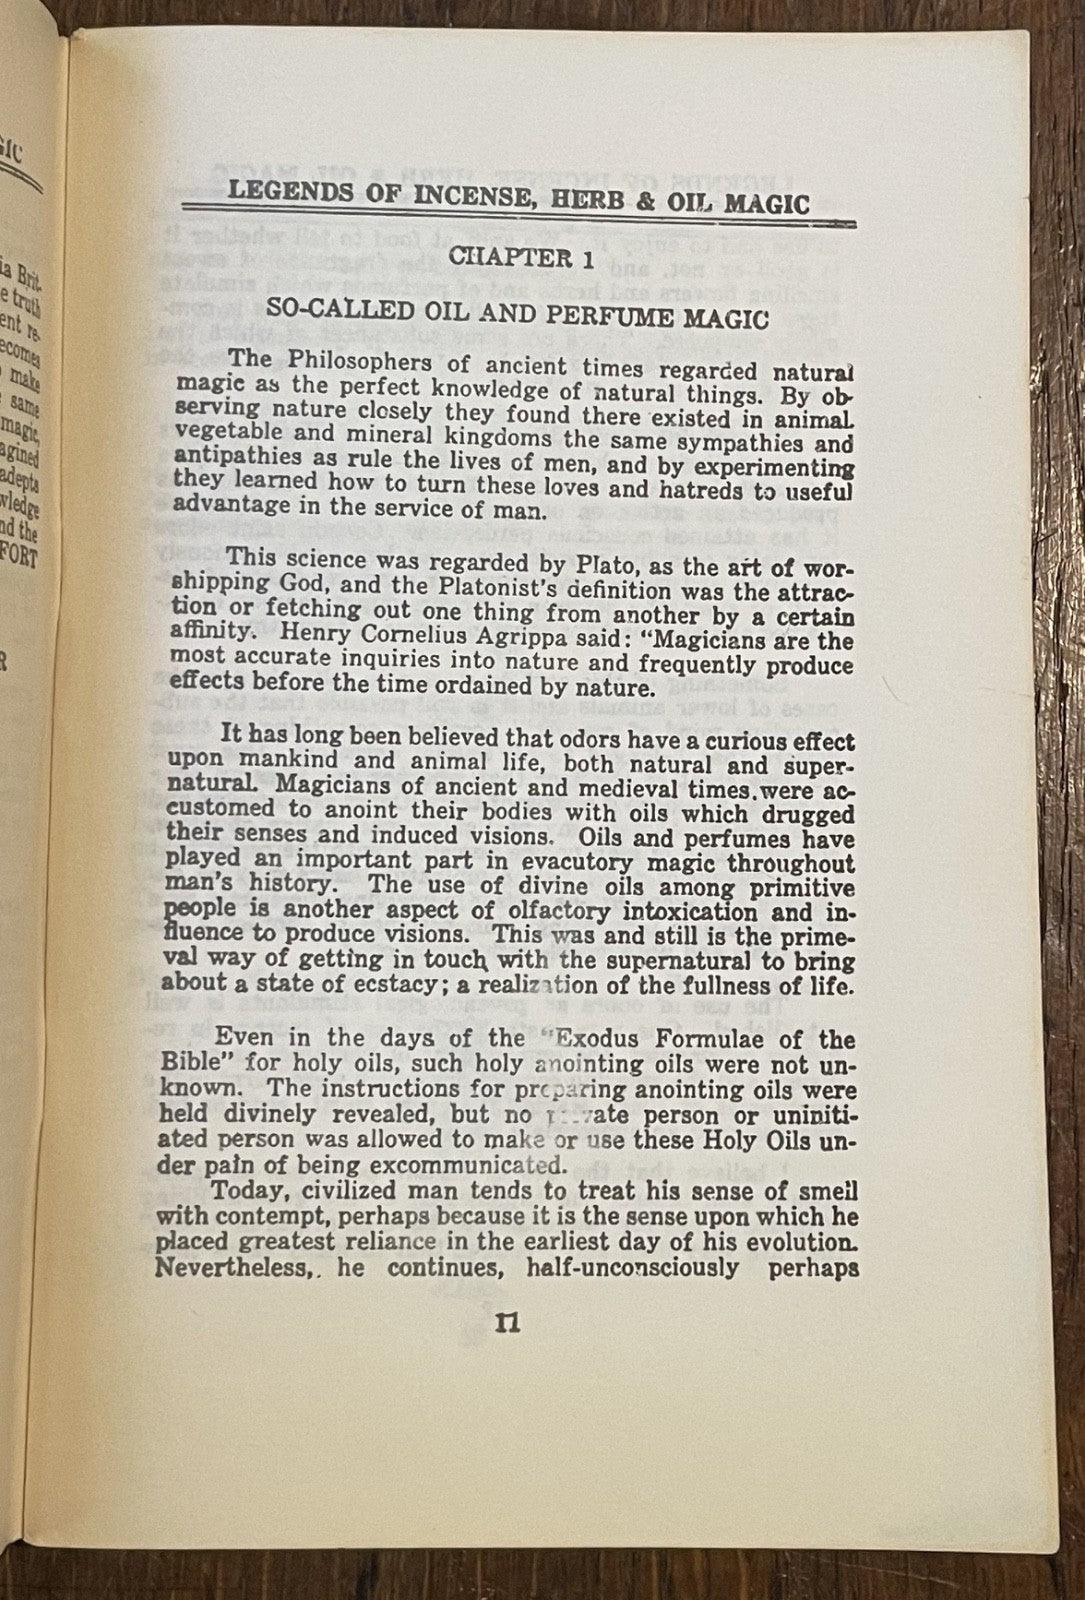 GIC
ia Brit.
e truth
ent re-
ecomes
make
same
magic,
agined
adepts
wledge
nd the
FORT
R
LEGENDS OF INCENSE, HERB & OIL MAGIC
CHAPTER 1
SO-CALLED OIL AND PERFUME MAGIC
The Philosophers of ancient times regarded natural
magic as the perfect knowledge of natural things. By ob-
serving nature closely they found there existed in animal
vegetable and mineral kingdoms the same sympathies and
antipathies as rule the lives of men, and by experimenting
they learned how to turn these loves and hatreds to useful
advantage in the service of man.
This science was regarded by Plato, as the art of wor-
shipping God, and the Platonist's definition was the attrac-
tion or fetching out one thing from another by a certain
affinity. Henry Cornelius Agrippa said: "Magicians are the
most accurate inquiries into nature and frequently produce
effects before the time ordained by nature.
It has long been believed that odors have a curious effect
upon mankind and animal life, both natural and super-
natural. Magicians of ancient and medieval times were ac-
customed to anoint their bodies with oils which drugged
their senses and induced visions. Oils and perfumes have
played an important part in evacutory magic throughout
man's history. The use of divine oils among primitive
people is another aspect of olfactory intoxication and in-
fluence to produce visions. This was and still is the prime-
val way of getting in touch with the supernatural to bring
about a state of ecstacy; a realization of the fullness of life.
Even in the days of the "Exodus Formulae of the
Bible" for holy oils, such holy anointing oils were not un-
known. The instructions for preparing anointing oils were
held divinely revealed, but no private person or uniniti-
ated person was allowed to make or use these Holy Oils un-
der pain of being excommunicated.
Today, civilized man tends to treat his sense of smell
with contempt, perhaps because it is the sense upon which he
placed greatest reliance in the earliest day of his evolution.
Nevertheless, he continues, half-unconsciously perhaps
11